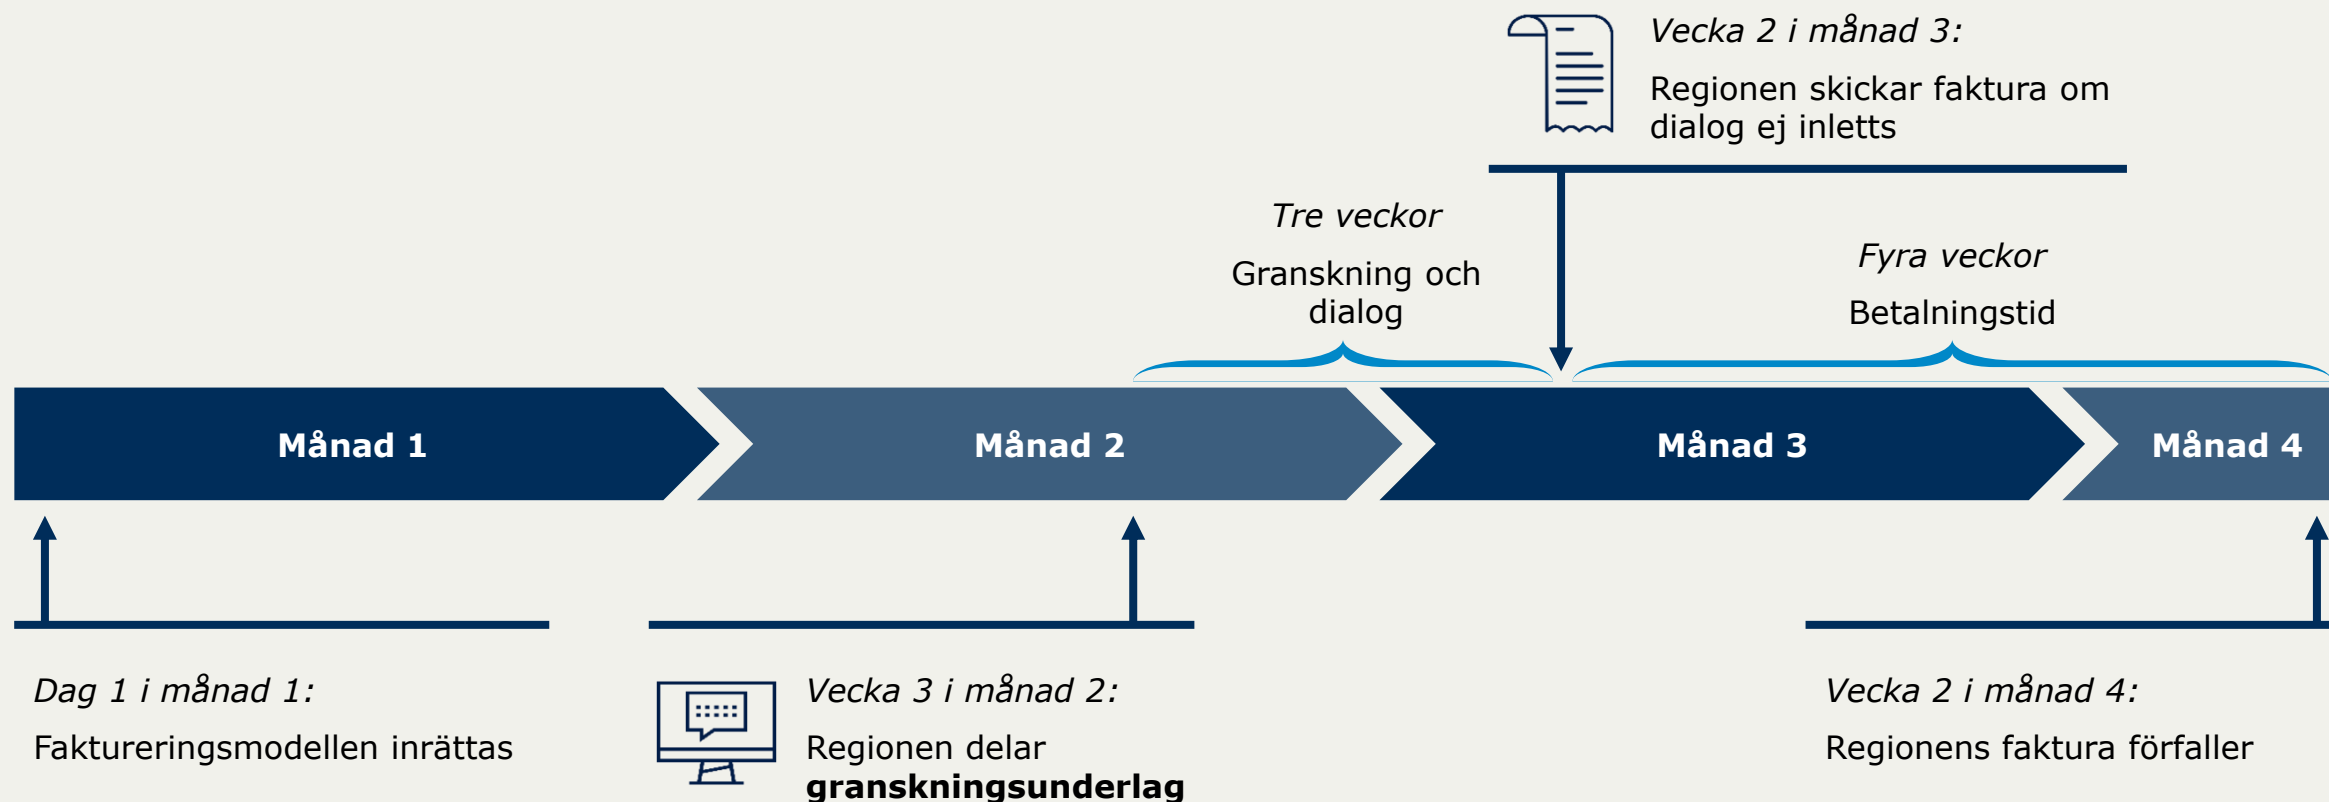 Vecka 2 i månad 3:
Regionen skickar faktura om
dialog ej inletts
Tre veckor
Granskning och
dialog
Fyra veckor
Betalningstid
Månad 1
Månad 2
Månad 3
Månad 4
Dag 1 i månad 1:
Faktureringsmodellen inrättas
Vecka 3 i månad 2:
Regionen delar
granskningsunderlag
Vecka 2 i månad 4:
Regionens faktura förfaller